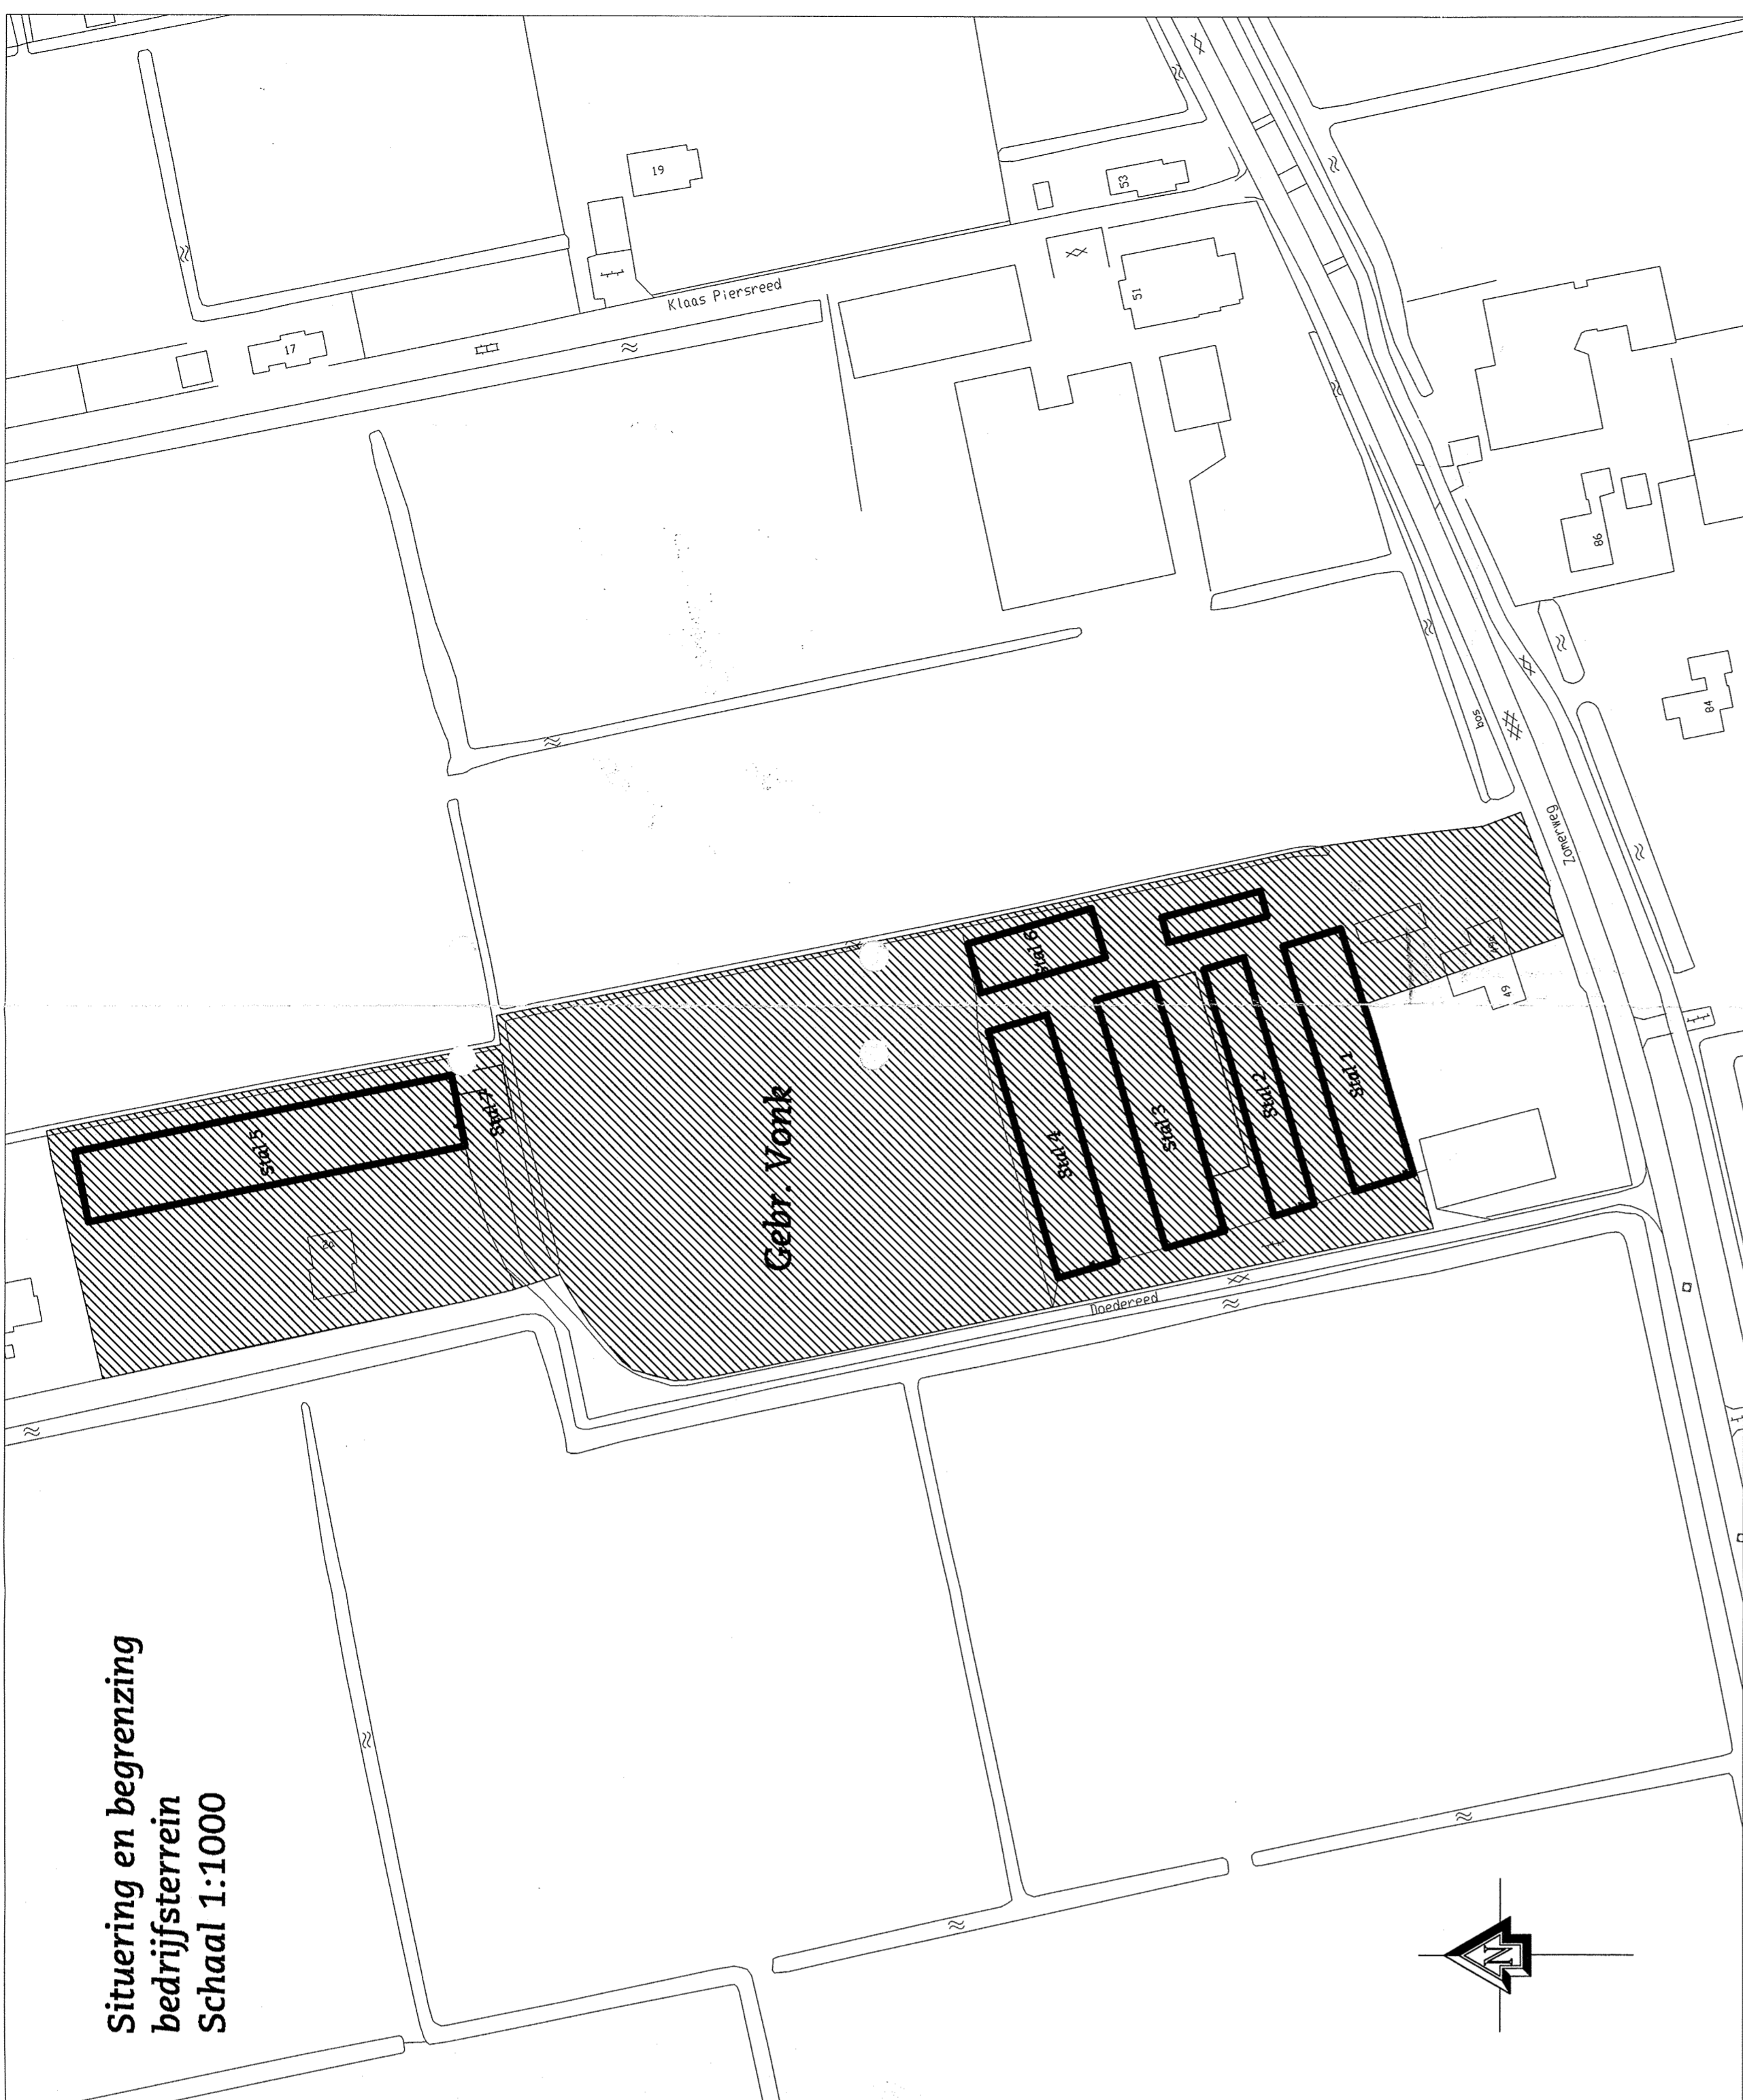 Situering en begrenzing
bedrijfsterrein
Schaal 1:1000
Gebr. Vonk
Stal 5
Stal 7
Stal 6
Stal 4
Stal 3
Stal 2
Stal 1
2a
49
Klaas Piersreed
Doedereed
Zomerweg
bos
17
19
53
51
86
84
N